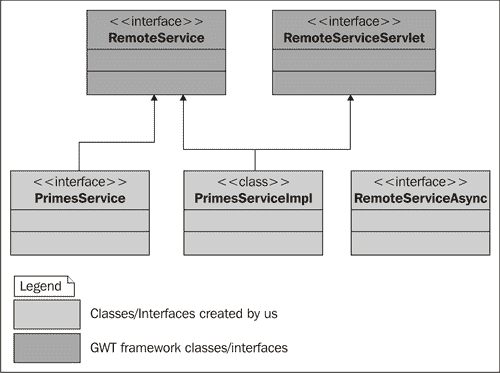 <<interface>>
RemoteService
<<interface>>
RemoteServiceServlet
<<interface>>
PrimesService
<<class>>
PrimesServiceImpl
<<interface>>
RemoteServiceAsync
Legend
Classes/Interfaces created by us
GWT framework classes/interfaces